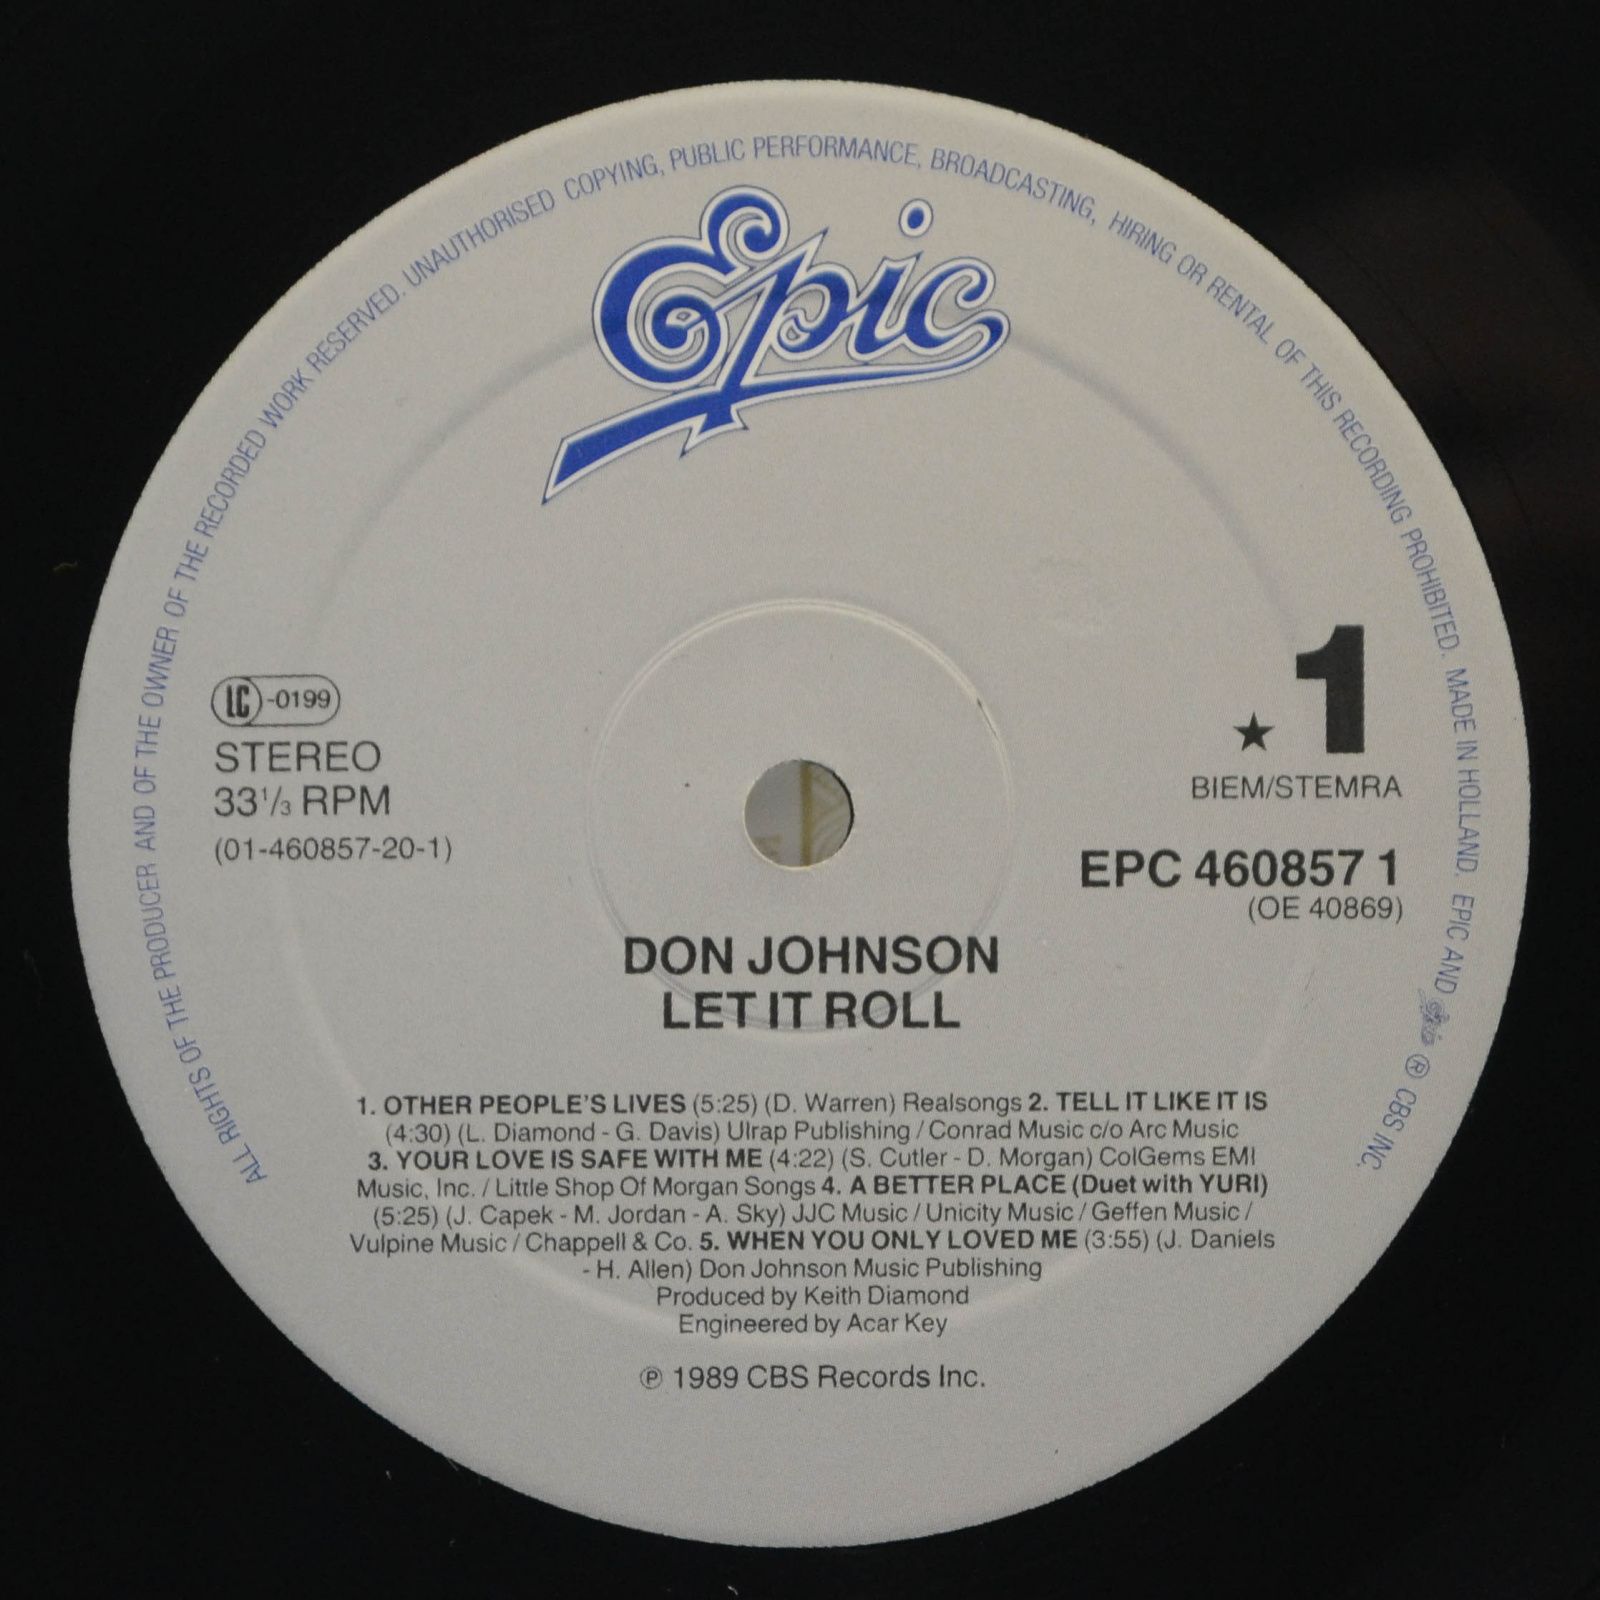 ALL RIGHTS OF THE PRODUCER AND OF THE OWNER OF THE RECORDED WORK RESERVED. UNAUTHORISED COPYING, PUBLIC PERFORMANCE, BROADCASTING, HIRING OR RENTAL OF THIS RECORDING PROHIBITED. MADE IN HOLLAND. EPIC AND Epic ® CBS INC.
Epic
LC-0199
STEREO
33⅓ RPM
(01-460857-20-1)
★ 1
BIEM/STEMRA
EPC 460857 1
(OE 40869)
DON JOHNSON
LET IT ROLL
1. OTHER PEOPLE'S LIVES (5:25) (D. Warren) Realsongs 2. TELL IT LIKE IT IS
(4:30) (L. Diamond - G. Davis) Ulrap Publishing / Conrad Music c/o Arc Music
3. YOUR LOVE IS SAFE WITH ME (4:22) (S. Cutler - D. Morgan) ColGems EMI
Music, Inc. / Little Shop Of Morgan Songs 4. A BETTER PLACE (Duet with YURI)
(5:25) (J. Capek - M. Jordan - A. Sky) JJC Music / Unicity Music / Geffen Music /
Vulpine Music / Chappell & Co. 5. WHEN YOU ONLY LOVED ME (3:55) (J. Daniels
- H. Allen) Don Johnson Music Publishing
Produced by Keith Diamond
Engineered by Acar Key
℗ 1989 CBS Records Inc.